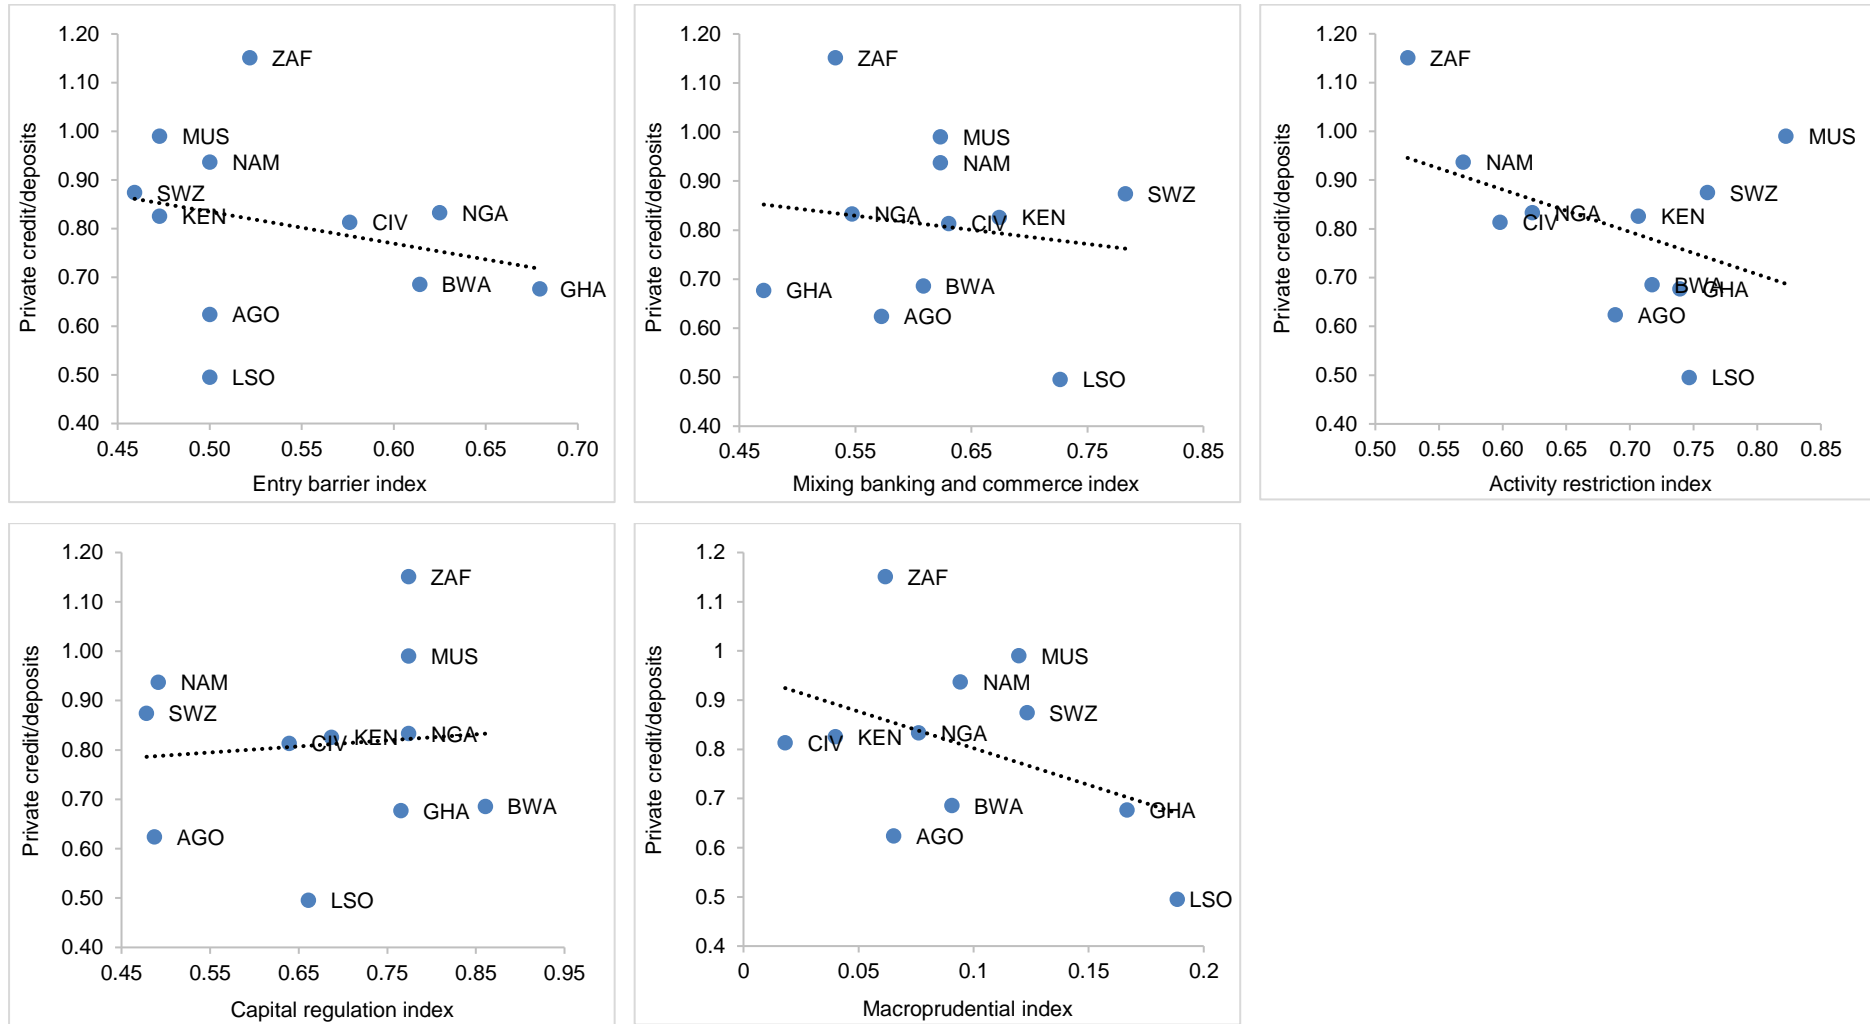 1.20
1.10
1.00
0.90
0.80
0.70
0.60
0.50
0.40
Private credit/deposits
ZAF
MUS
NAM
SWZ
KEN
CIV
NGA
BWA
GHA
AGO
LSO
0.45 0.50 0.55 0.60 0.65 0.70
Entry barrier index
1.20
1.10
1.00
0.90
0.80
0.70
0.60
0.50
0.40
Private credit/deposits
ZAF
MUS
NAM
SWZ
NGA
CIV
KEN
GHA
BWA
AGO
LSO
0.45 0.55 0.65 0.75 0.85
Mixing banking and commerce index
1.20
1.10
1.00
0.90
0.80
0.70
0.60
0.50
0.40
Private credit/deposits
ZAF
MUS
NAM
SWZ
NGA
CIV
KEN
BWA
GHA
AGO
LSO
0.50 0.55 0.60 0.65 0.70 0.75 0.80 0.85
Activity restriction index
1.20
1.10
1.00
0.90
0.80
0.70
0.60
0.50
0.40
Private credit/deposits
ZAF
MUS
NAM
SWZ
CIV
KEN
NGA
GHA
BWA
AGO
LSO
0.45 0.55 0.65 0.75 0.85 0.95
Capital regulation index
1.2
1.1
1
0.9
0.8
0.7
0.6
0.5
0.4
Private credit/deposits
ZAF
MUS
NAM
SWZ
CIV
KEN
NGA
BWA
GHA
AGO
LSO
0 0.05 0.1 0.15 0.2
Macroprudential index